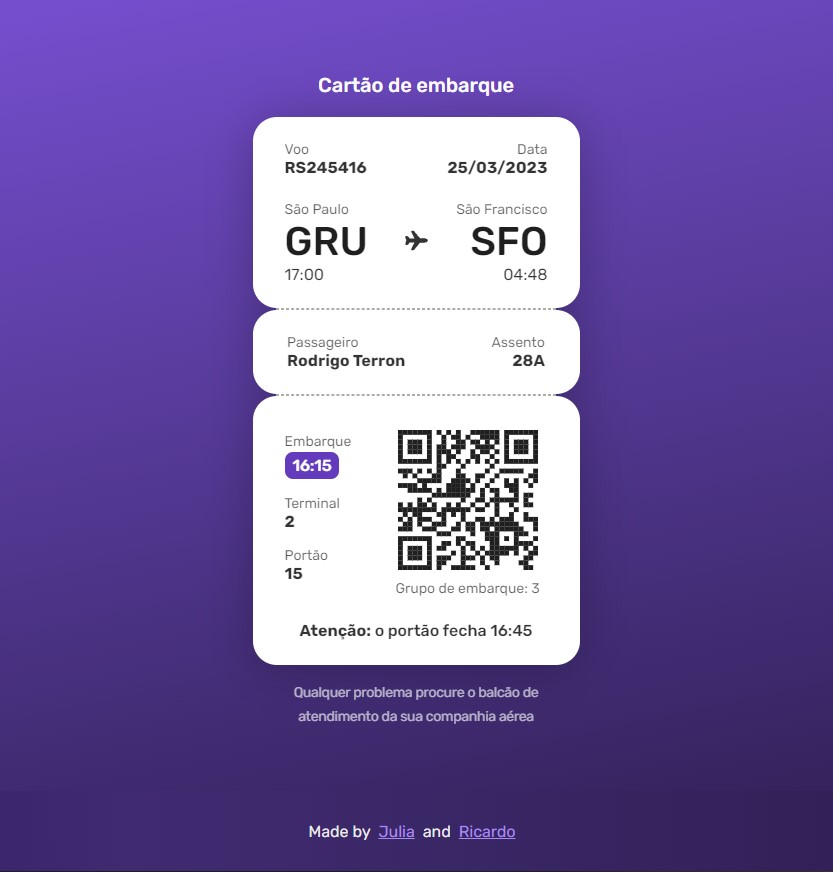 Cartão de embarque
Voo Data
RS245416 25/03/2023
São Paulo São Francisco
GRU SFO
17:00 04:48
Passageiro Assento
Rodrigo Terron 28A
Embarque
16:15
Terminal
2
Portão
15
Grupo de embarque: 3
Atenção: o portão fecha 16:45
Qualquer problema procure o balcão de
atendimento da sua companhia aérea
Made by Julia and Ricardo